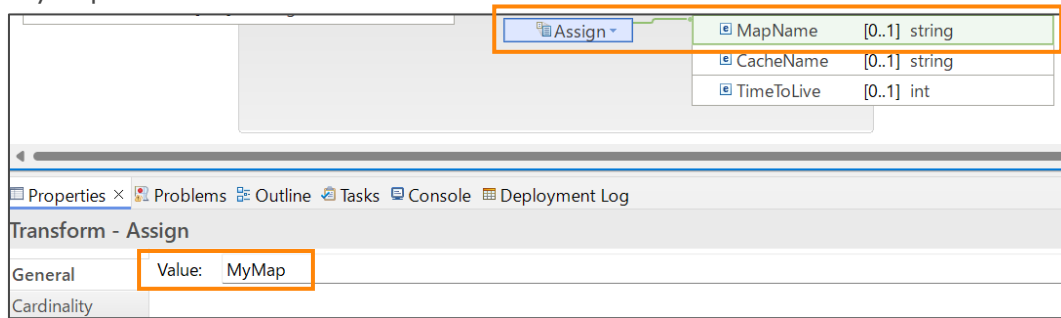 Assign
MapName [0..1] string
CacheName [0..1] string
TimeToLive [0..1] int
Properties × Problems Outline Tasks Console Deployment Log
Transform - Assign
General
Value: MyMap
Cardinality